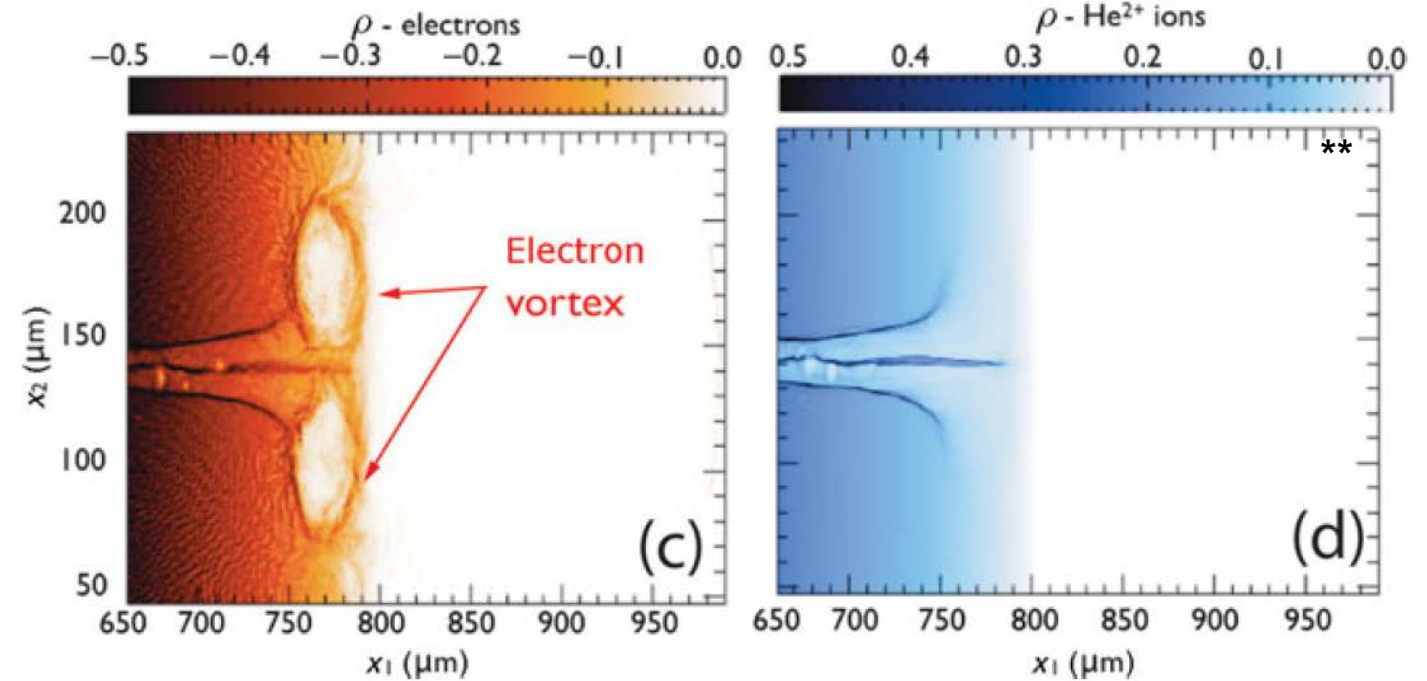 ρ - electrons
−0.5 −0.4 −0.3 −0.2 −0.1 0.0
Electron
vortex
200
150
100
50
x₂ (μm)
(c)
650 700 750 800 850 900 950
x₁ (μm)
ρ - He²⁺ ions
0.5 0.4 0.3 0.2 0.1 0.0
**
(d)
650 700 750 800 850 900 950
x₁ (μm)